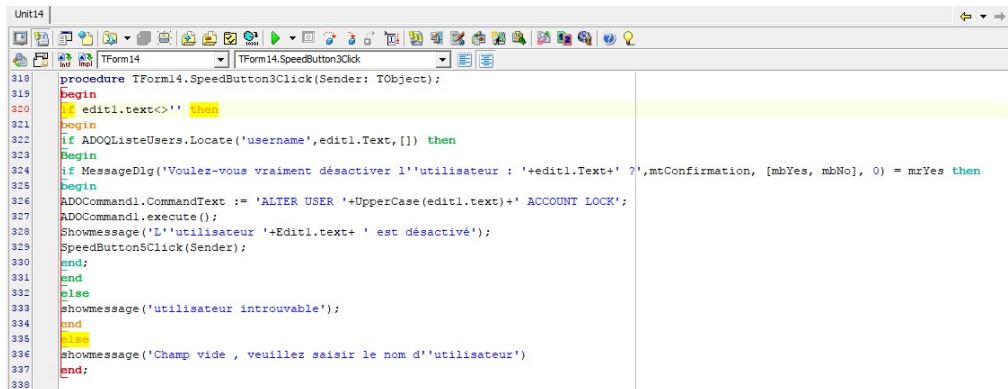 Unit14
Intf Impl TForm14 TForm14.SpeedButton3Click
318 procedure TForm14.SpeedButton3Click(Sender: TObject);
319 begin
320 if edit1.text<>'' then
321 begin
322 if ADOQListeUsers.Locate('username',edit1.Text,[]) then
323 Begin
324 if MessageDlg('Voulez-vous vraiment désactiver l''utilisateur : '+edit1.Text+' ?',mtConfirmation, [mbYes, mbNo], 0) = mrYes then
325 begin
326 ADOCommand1.CommandText := 'ALTER USER '+UpperCase(edit1.text)+' ACCOUNT LOCK';
327 ADOCommand1.execute();
328 Showmessage('L''utilisateur '+Edit1.text+ ' est désactivé');
329 SpeedButton5Click(Sender);
330 end;
331 end
332 else
333 showmessage('utilisateur introuvable');
334 end
335 else
336 showmessage('Champ vide , veuillez saisir le nom d''utilisateur')
337 end;
338